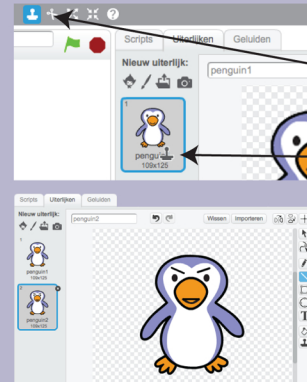 Scripts Uiterlijken Geluiden
Nieuw uiterlijk:
penguin1
1
penguin1
109x125
Scripts Uiterlijken Geluiden
Nieuw uiterlijk:
penguin2 Wissen Importeren
1
penguin1
109x125
2
penguin2
109x125
T